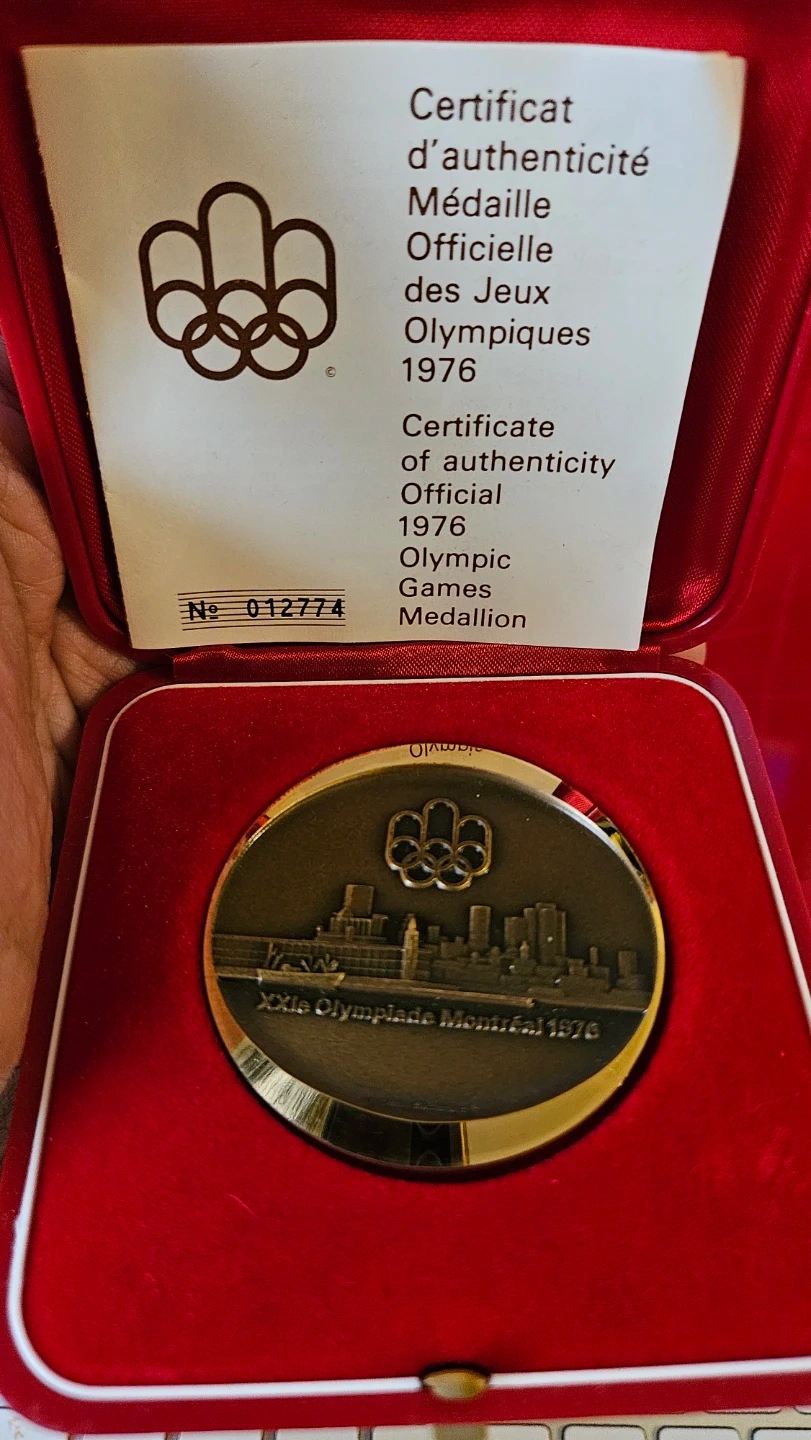 Certificat
d'authenticité
Médaille
Officielle
des Jeux
Olympiques
1976
©
Certificate
of authenticity
Official
1976
Olympic
Games
Medallion
Nº 012774
XXIe Olympiade Montréal 1976